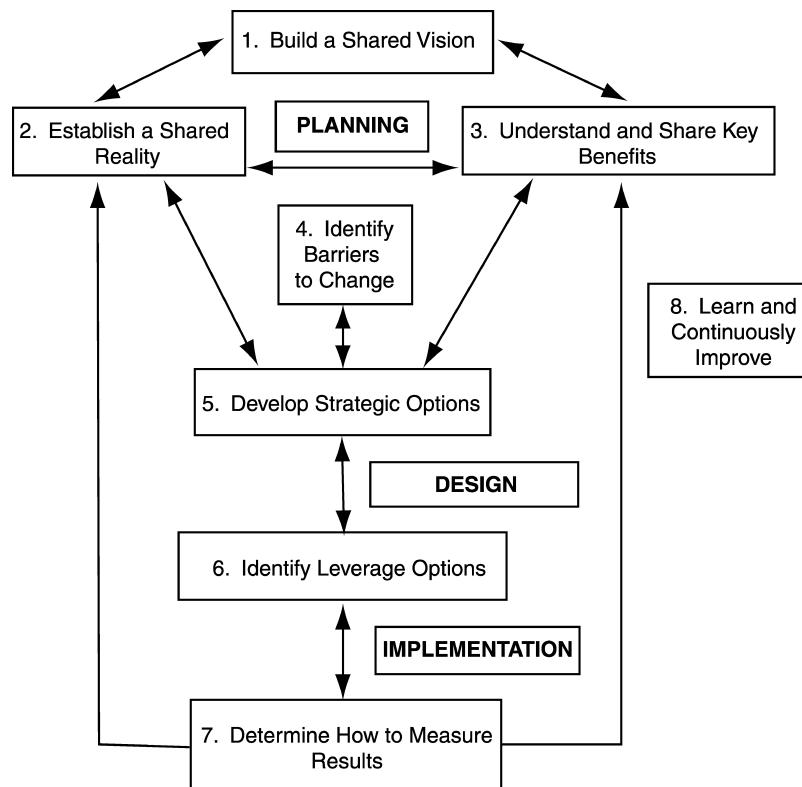 1. Build a Shared Vision
2. Establish a Shared
Reality
PLANNING
3. Understand and Share Key
Benefits
4. Identify
Barriers
to Change
8. Learn and
Continuously
Improve
5. Develop Strategic Options
DESIGN
6. Identify Leverage Options
IMPLEMENTATION
7. Determine How to Measure
Results